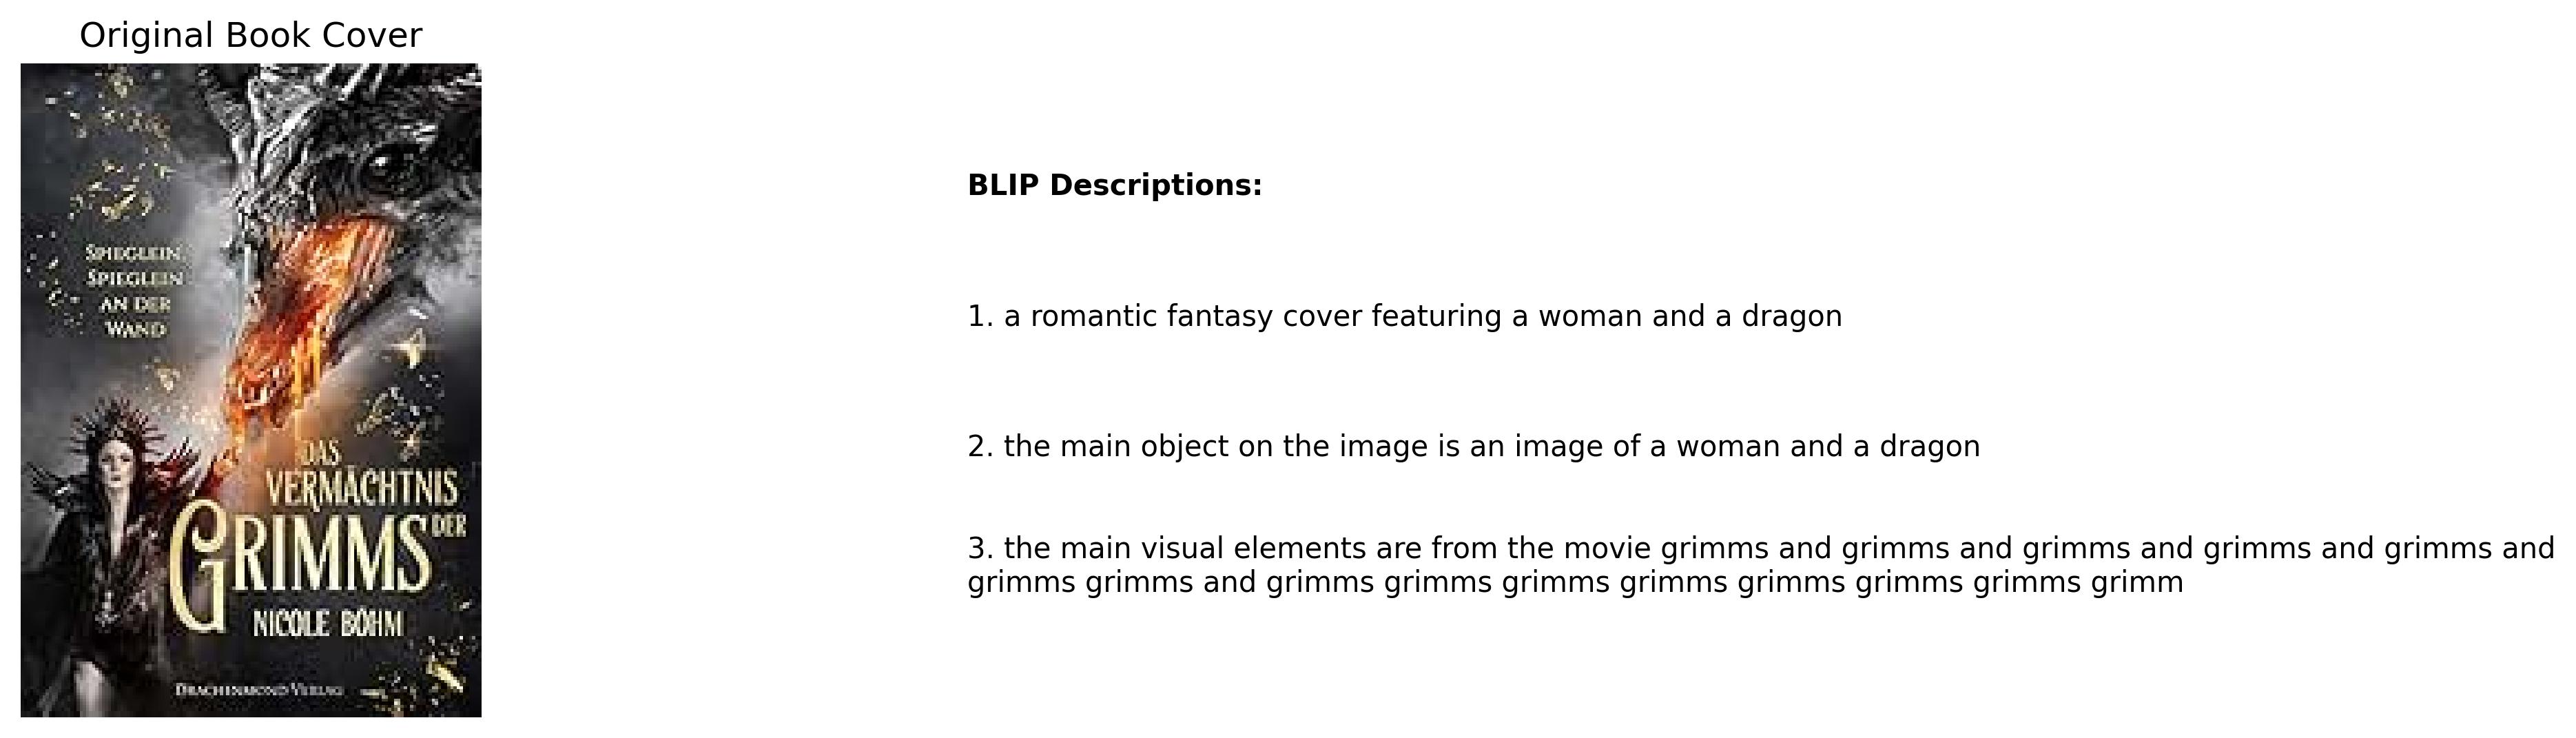 Original Book Cover
SPIEGLEIN,
SPIEGLEIN
AN DER
WAND
DAS
VERMÄCHTNIS
DER
GRIMMS
NICOLE BÖHM
DRACHENMOND VERLAG
BLIP Descriptions:
1. a romantic fantasy cover featuring a woman and a dragon
2. the main object on the image is an image of a woman and a dragon
3. the main visual elements are from the movie grimms and grimms and grimms and grimms and grimms and
grimms grimms and grimms grimms grimms grimms grimms grimms grimms grimm